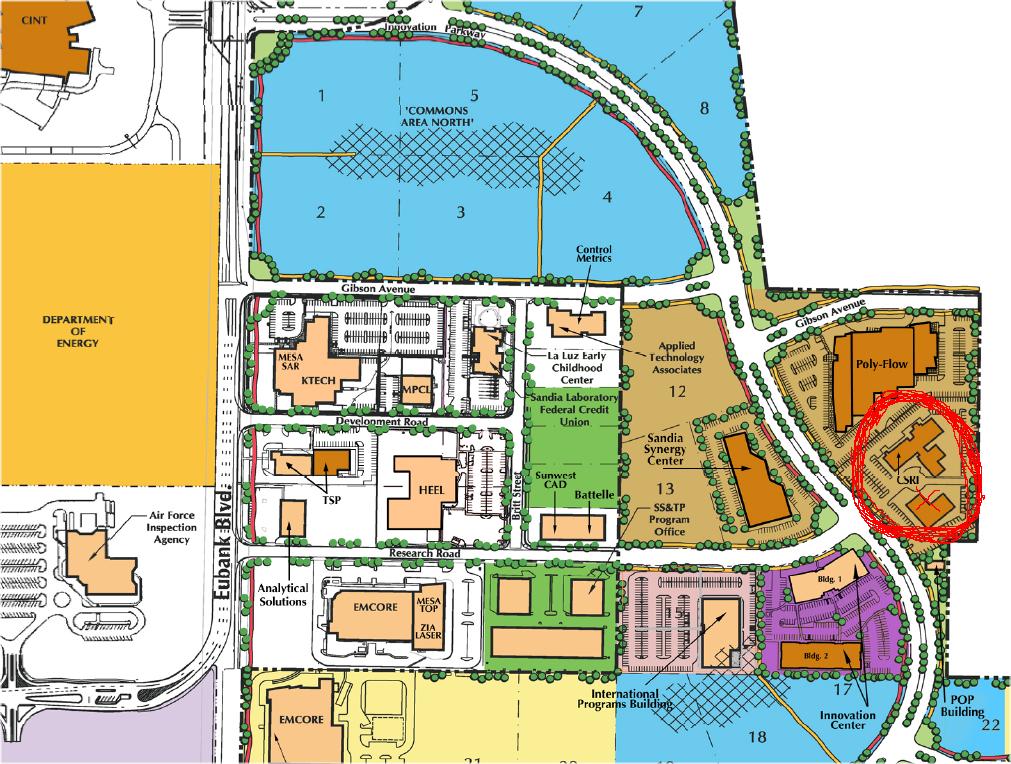 CINT
Innovation Parkway
7
1
5
'COMMONS
AREA NORTH'
8
2
3
4
Control
Metrics
Gibson Avenue
Gibson Avenue
DEPARTMENT
OF
ENERGY
MESA
SAR
KTECH
MPCL
La Luz Early
Childhood
Center
Applied
Technology
Associates
12
Poly-Flow
Sandia Laboratory
Federal Credit
Union
Development Road
Sandia
Synergy
Center
TSP
HEEL
Britt Street
Sunwest
CAD
Battelle
13
SS&TP
Program
Office
CSRI
Eubank Blvd.
Air Force
Inspection
Agency
Research Road
Analytical
Solutions
EMCORE
MESA
TOP
ZIA
LASER
Bldg. 1
Bldg. 2
International
Programs Building
17
Innovation
Center
POP
Building
22
EMCORE
18
21